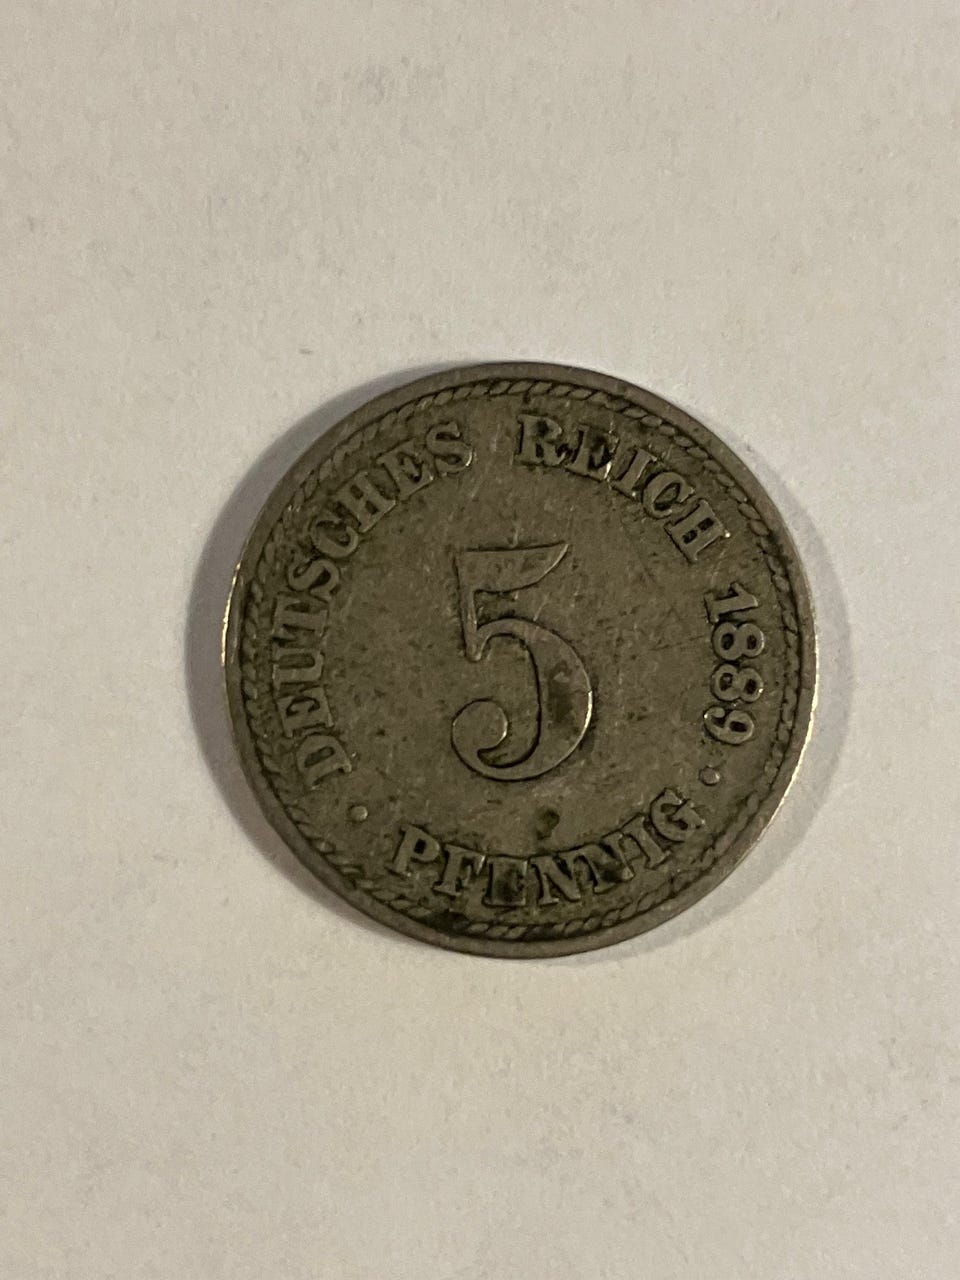 DEUTSCHES REICH 1889
5
PFENNIG